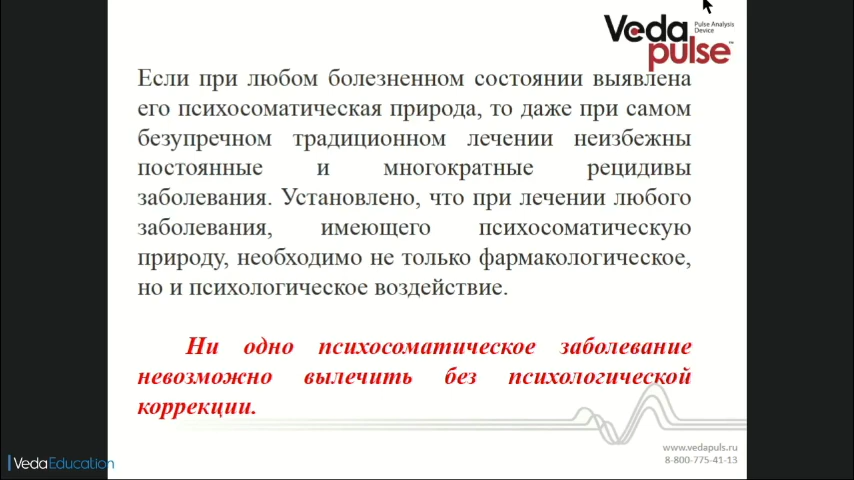 Veda
Pulse Analysis
Device
pulse™
Если при любом болезненном состоянии выявлена
его психосоматическая природа, то даже при самом
безупречном традиционном лечении неизбежны
постоянные и многократные рецидивы
заболевания. Установлено, что при лечении любого
заболевания, имеющего психосоматическую
природу, необходимо не только фармакологическое,
но и психологическое воздействие.
Ни одно психосоматическое заболевание
невозможно вылечить без психологической
коррекции.
www.vedapuls.ru
8-800-775-41-13
VedaEducation